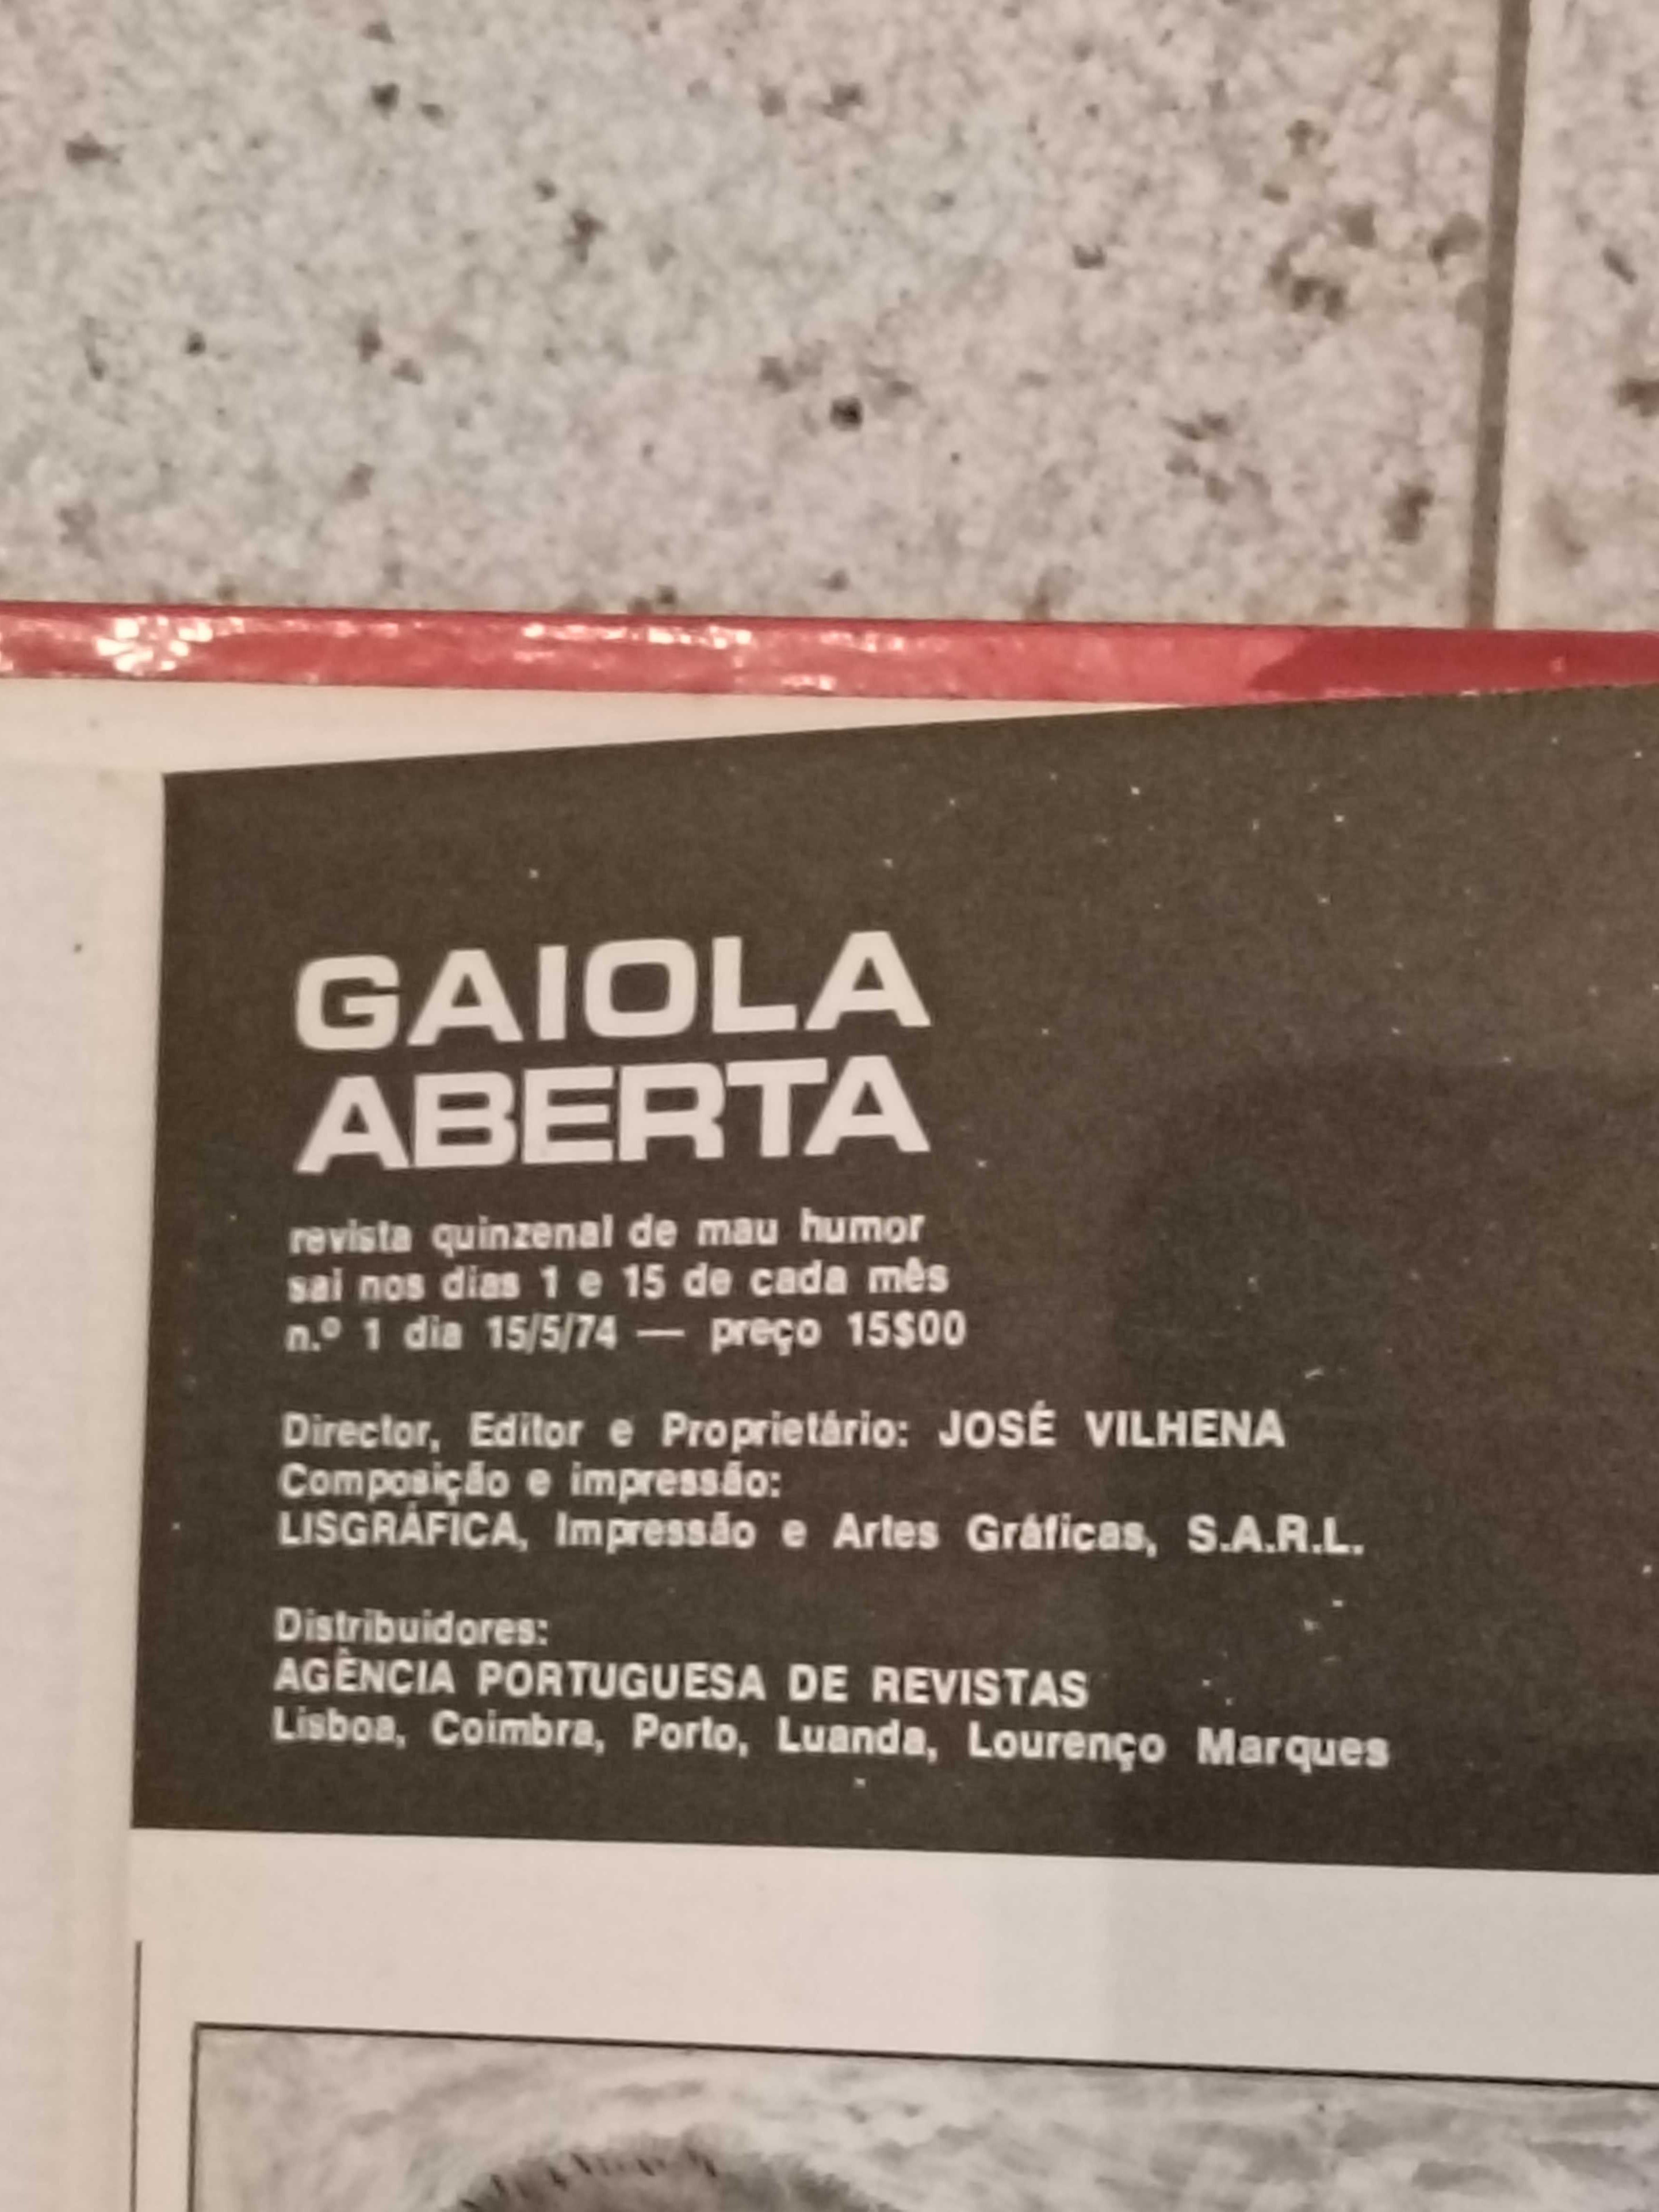 GAIOLA
ABERTA
revista quinzenal de mau humor
sai nos dias 1 e 15 de cada mês
n.º 1 dia 15/5/74 — preço 15$00
Director, Editor e Proprietário: JOSÉ VILHENA
Composição e impressão:
LISGRÁFICA, Impressão e Artes Gráficas, S.A.R.L.
Distribuidores:
AGÊNCIA PORTUGUESA DE REVISTAS
Lisboa, Coimbra, Porto, Luanda, Lourenço Marques